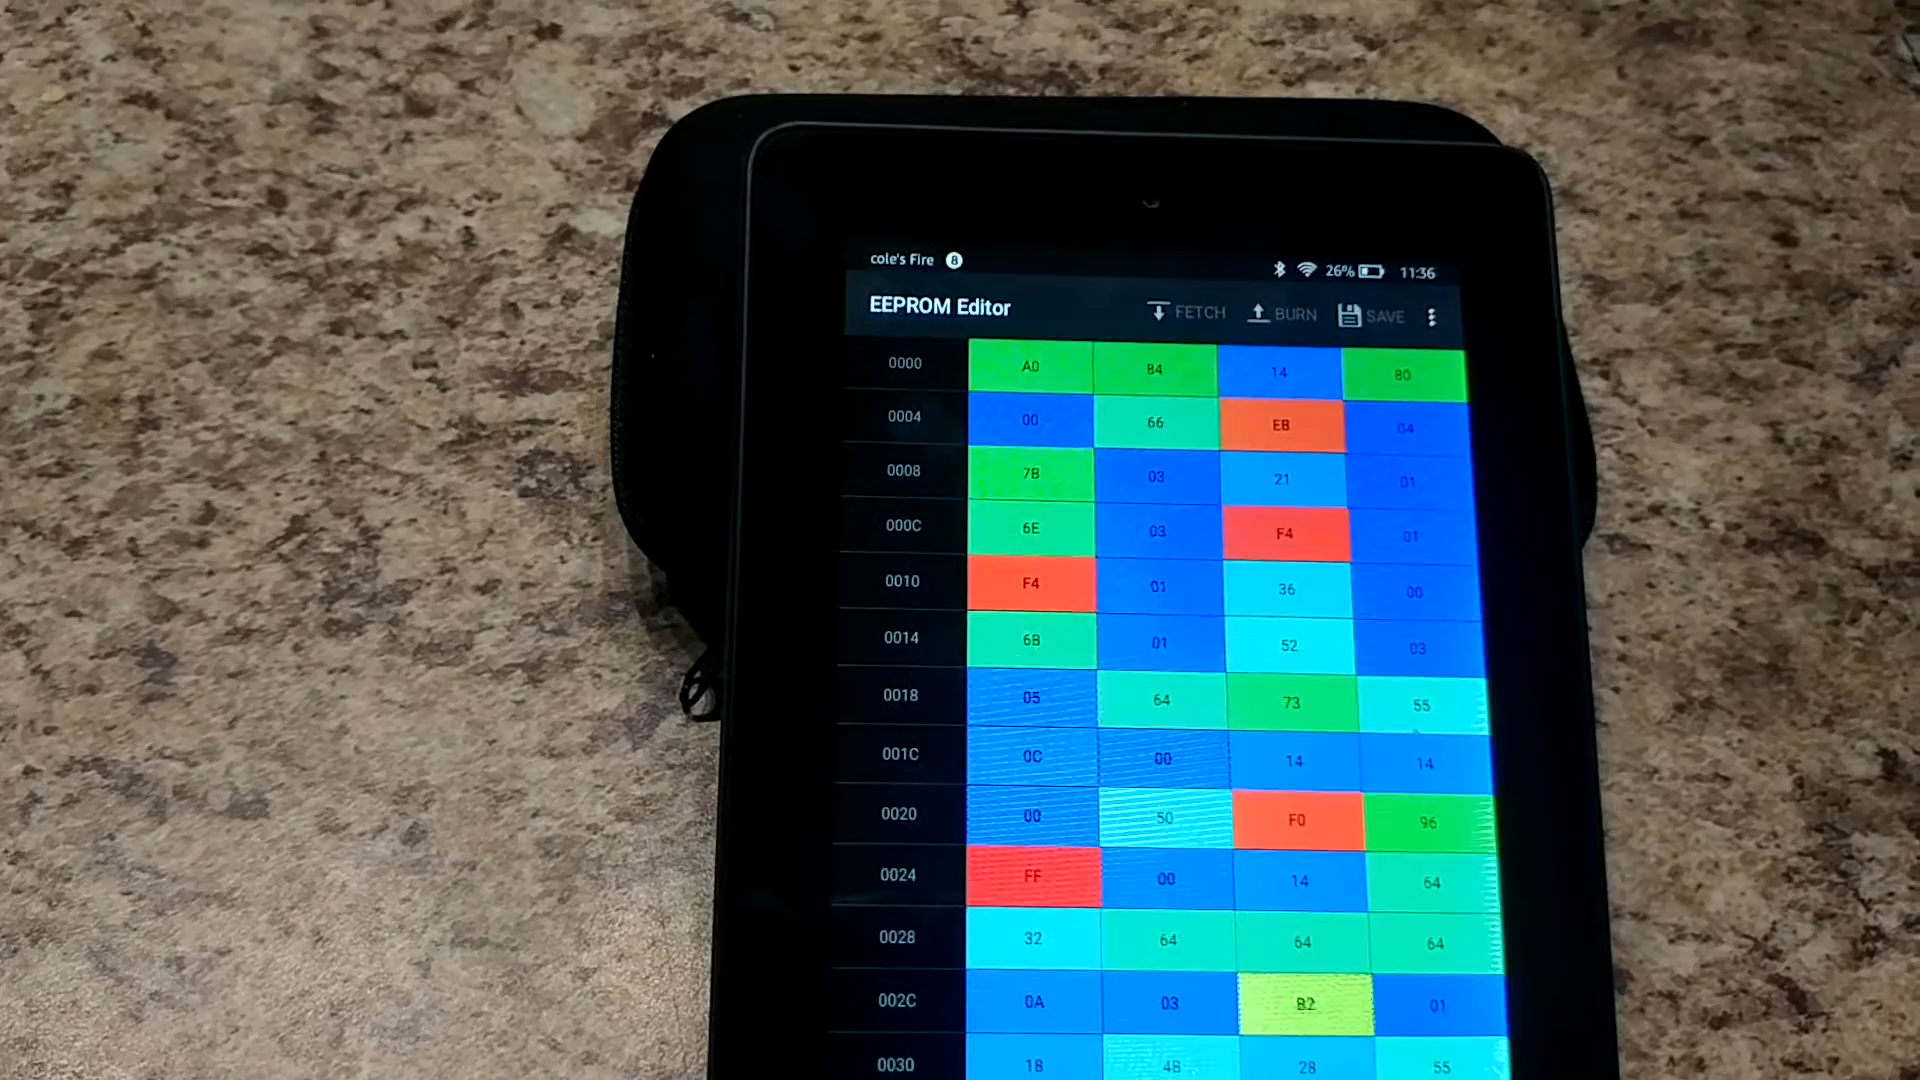 cole's Fire 8 26% 11:36
EEPROM Editor FETCH BURN SAVE
0000 A0 84 14 80
0004 00 66 EB 04
0008 7B 03 21 01
000C 6E 03 F4 01
0010 F4 01 36 00
0014 6B 01 52 03
0018 05 64 73 55
001C 0C 00 14 14
0020 00 50 F0 96
0024 FF 00 14 64
0028 32 64 64 64
002C 0A 03 B2 01
0030 18 4B 28 55